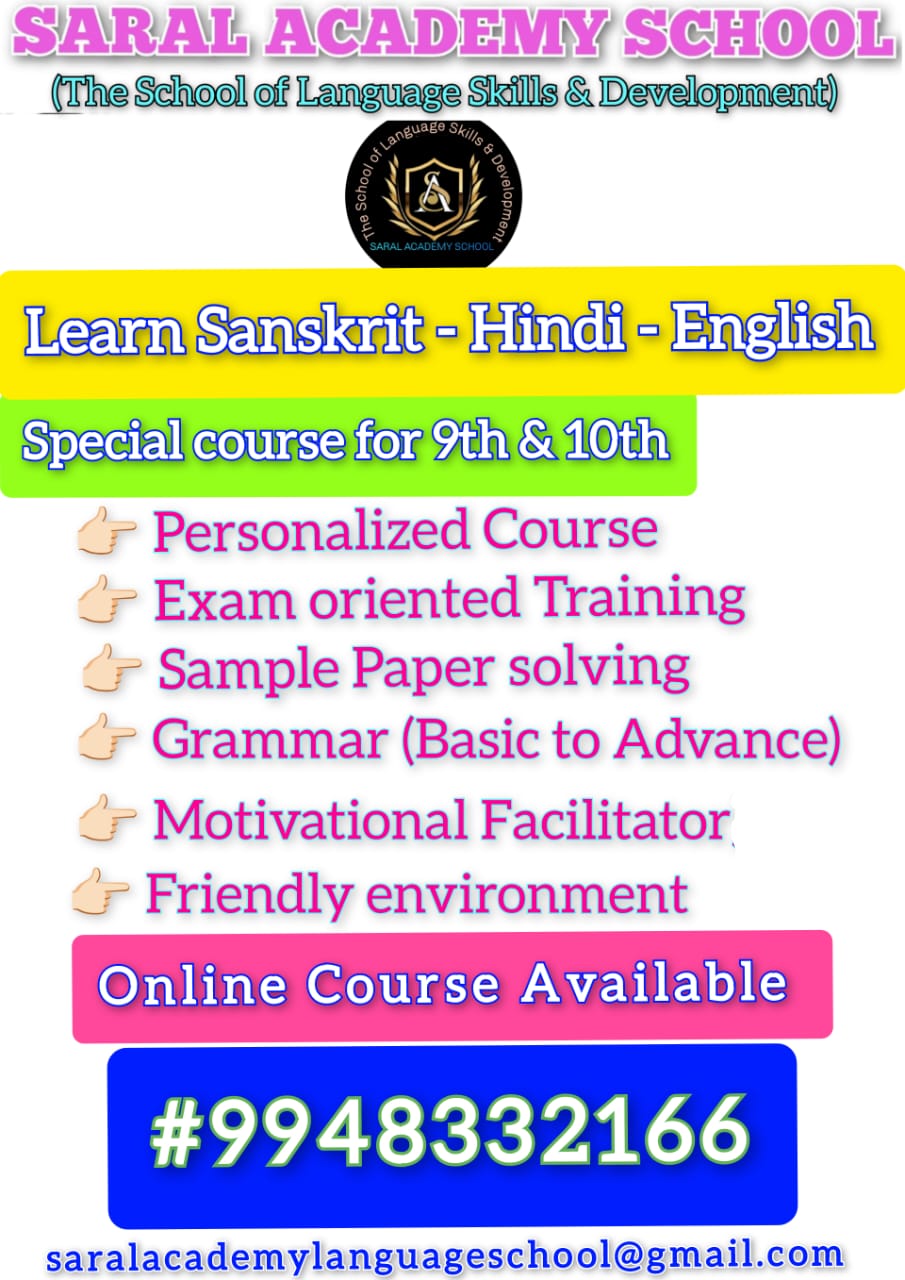 SARAL ACADEMY SCHOOL
(The School of Language Skills & Development)
The School of Language Skills & Development
SA
SARAL ACADEMY SCHOOL
Learn Sanskrit - Hindi - English
Special course for 9th & 10th
👉🏻 Personalized Course
👉🏻 Exam oriented Training
👉🏻 Sample Paper solving
👉🏻 Grammar (Basic to Advance)
👉🏻 Motivational Facilitator
👉🏻 Friendly environment
Online Course Available
#9948332166
saralacademylanguageschool@gmail.com